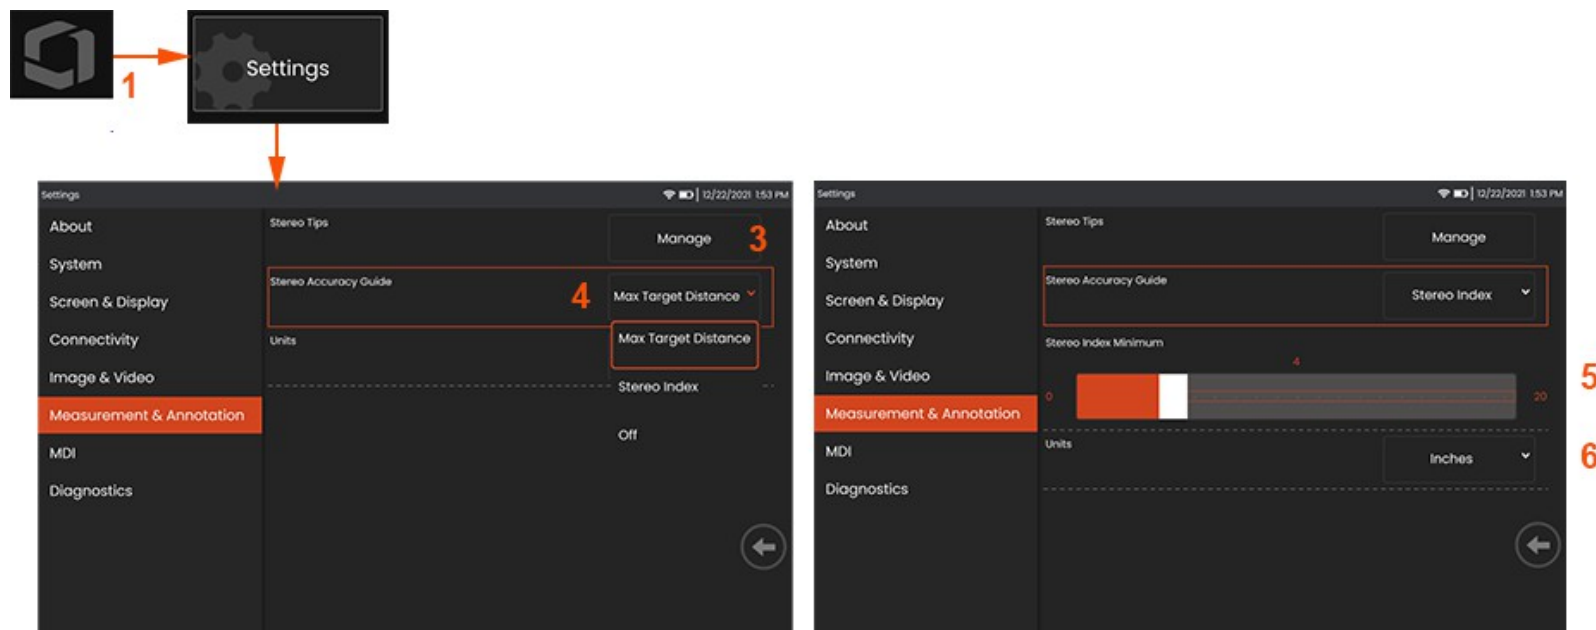 1
Settings
Settings
12/22/2021 1:53 PM
About
System
Screen & Display
Connectivity
Image & Video
Measurement & Annotation
MDI
Diagnostics
Stereo Tips
Manage
3
Stereo Accuracy Guide
4
Max Target Distance
Max Target Distance
Stereo Index
Off
Units
Settings
12/22/2021 1:53 PM
About
System
Screen & Display
Connectivity
Image & Video
Measurement & Annotation
MDI
Diagnostics
Stereo Tips
Manage
Stereo Accuracy Guide
Stereo Index
Stereo Index Minimum
4
0
20
5
Units
Inches
6